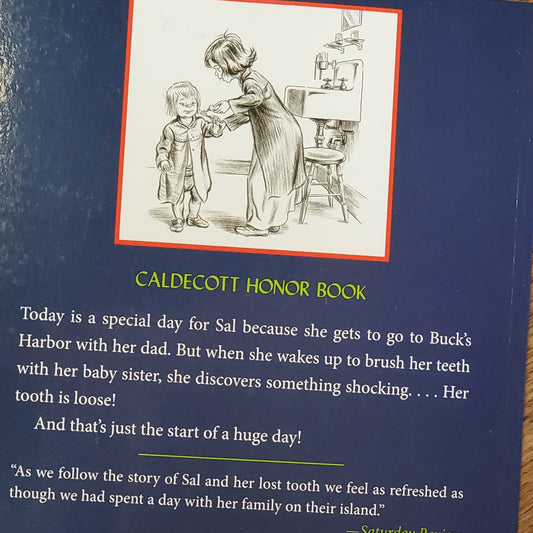 CALDECOTT HONOR BOOK
Today is a special day for Sal because she gets to go to Buck's
Harbor with her dad. But when she wakes up to brush her teeth
with her baby sister, she discovers something shocking. . . . Her
tooth is loose!
And that's just the start of a huge day!
“As we follow the story of Sal and her lost tooth we feel as refreshed as
though we had spent a day with her family on their island.”
—Saturday